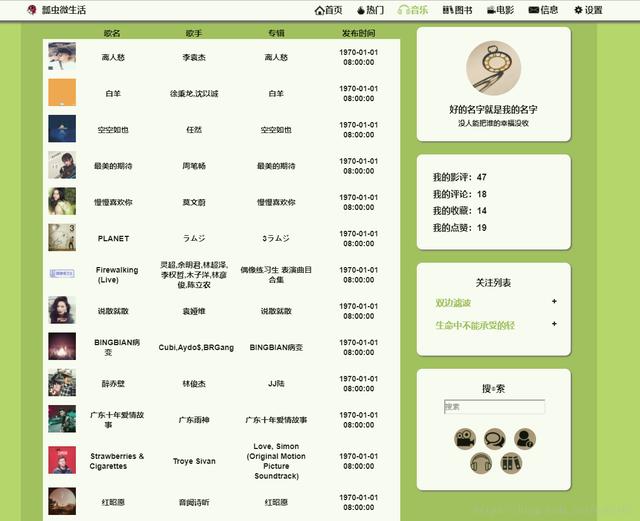 瓢虫微生活
首页 热门 音乐 图书 电影 信息 设置
歌名 歌手 专辑 发布时间
离人愁 李袁杰 离人愁 1970-01-01
08:00:00
白羊 徐秉龙,沈以诚 白羊 1970-01-01
08:00:00
空空如也 任然 空空如也 1970-01-01
08:00:00
最美的期待 周笔畅 最美的期待 1970-01-01
08:00:00
慢慢喜欢你 莫文蔚 慢慢喜欢你 1970-01-01
08:00:00
PLANET ラムジ 3ラムジ 1970-01-01
08:00:00
Firewalking
(Live)
灵超,余明君,林超泽,
李权哲,木子洋,林彦
俊,陈立农
偶像练习生 表演曲目
合集
1970-01-01
08:00:00
说散就散 袁娅维 说散就散 1970-01-01
08:00:00
BINGBIAN病
变
Cubi,AydoS,BRGang BINGBIAN病变 1970-01-01
08:00:00
醉赤壁 林俊杰 JJ陆 1970-01-01
08:00:00
广东十年爱情故
事
广东雨神 广东十年爱情故事 1970-01-01
08:00:00
Strawberries &
Cigarettes
Troye Sivan
Love, Simon
(Original Motion
Picture
Soundtrack)
1970-01-01
08:00:00
红昭愿 音阙诗听 红昭愿 1970-01-01
08:00:00
好的名字就是我的名字
没人能把谁的幸福没收
我的影评：47
我的评论：18
我的收藏：14
我的点赞：19
关注列表
双边滤波 +
生命中不能承受的轻 +
搜索
搜索